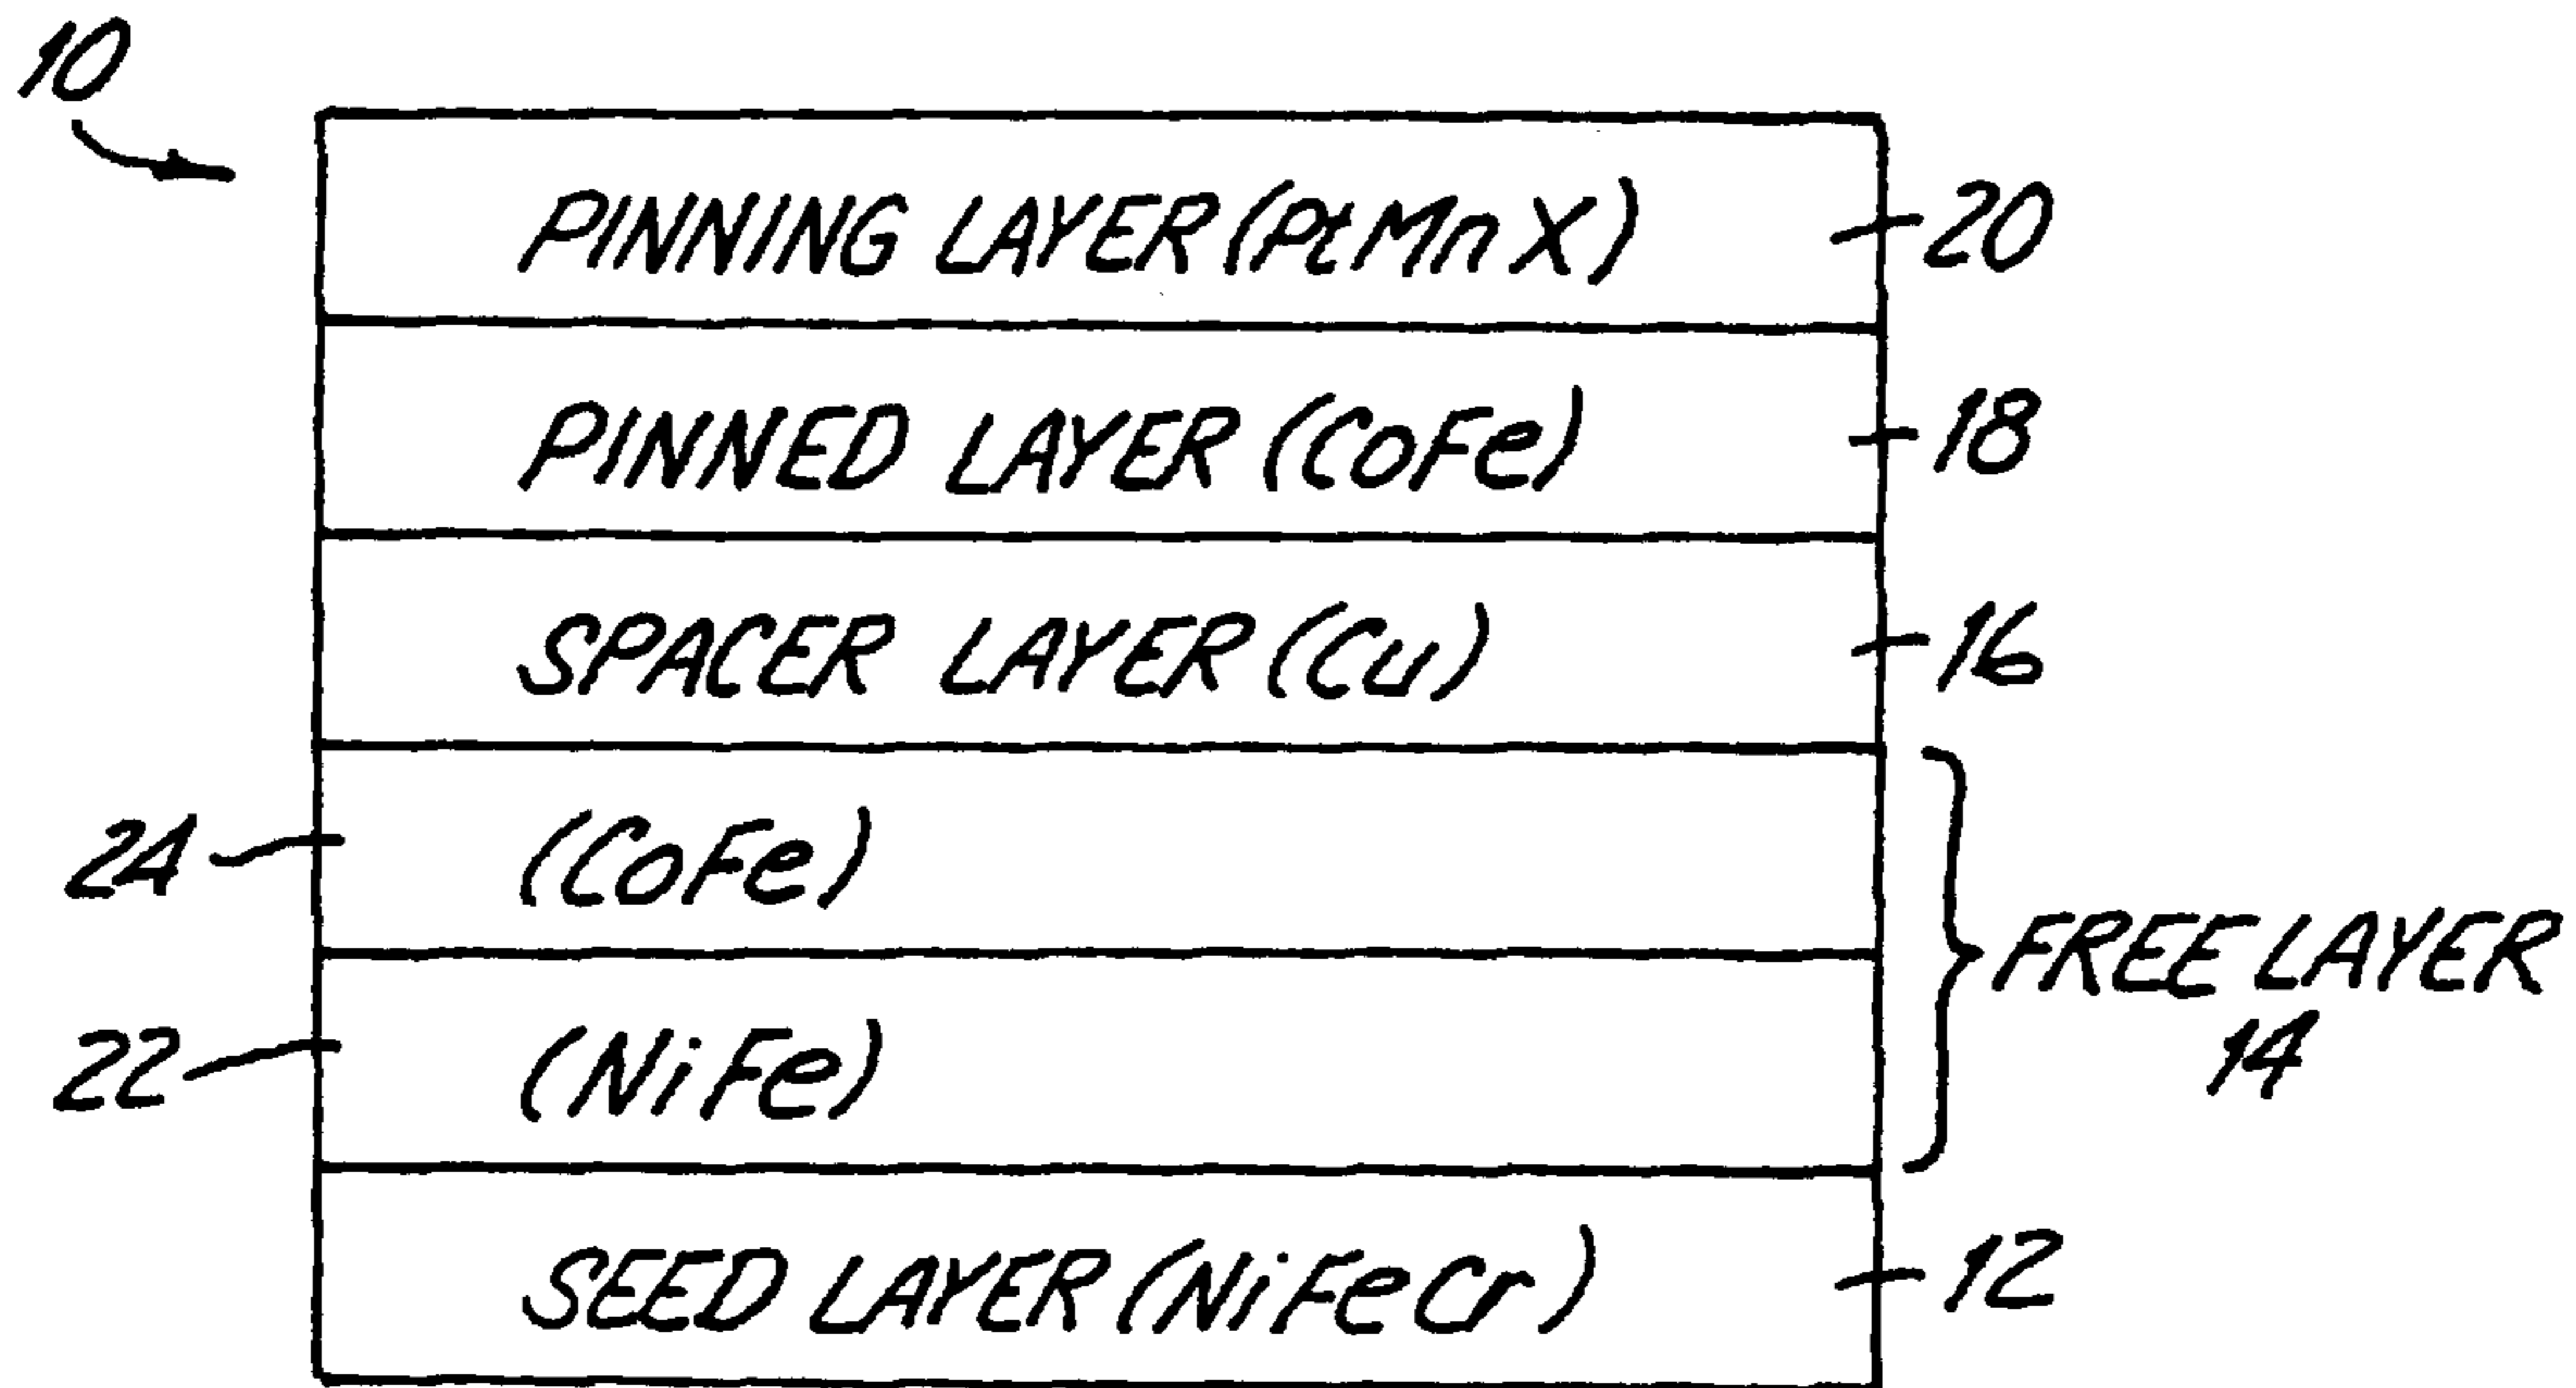 10
PINNING LAYER (PtMnX) 20
PINNED LAYER (CoFe) 18
SPACER LAYER (Cu) 16
24 (CoFe)
FREE LAYER
14
22 (NiFe)
SEED LAYER (NiFeCr) 12